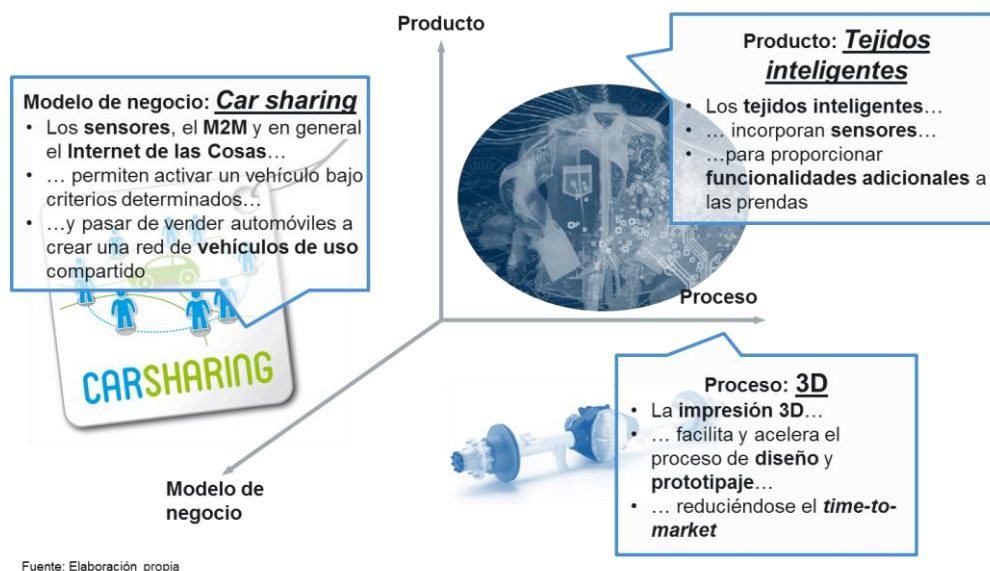 Producto
Modelo de negocio: Car sharing
• Los sensores, el M2M y en general
el Internet de las Cosas…
• … permiten activar un vehículo bajo
criterios determinados…
• …y pasar de vender automóviles a
crear una red de vehículos de uso
compartido
CARSHARING
Producto: Tejidos
inteligentes
• Los tejidos inteligentes…
• … incorporan sensores…
• …para proporcionar
funcionalidades adicionales a
las prendas
Proceso
Proceso: 3D
• La impresión 3D…
• … facilita y acelera el
proceso de diseño y
prototipaje…
• … reduciéndose el time-to-
market
Modelo de
negocio
Fuente: Elaboración propia